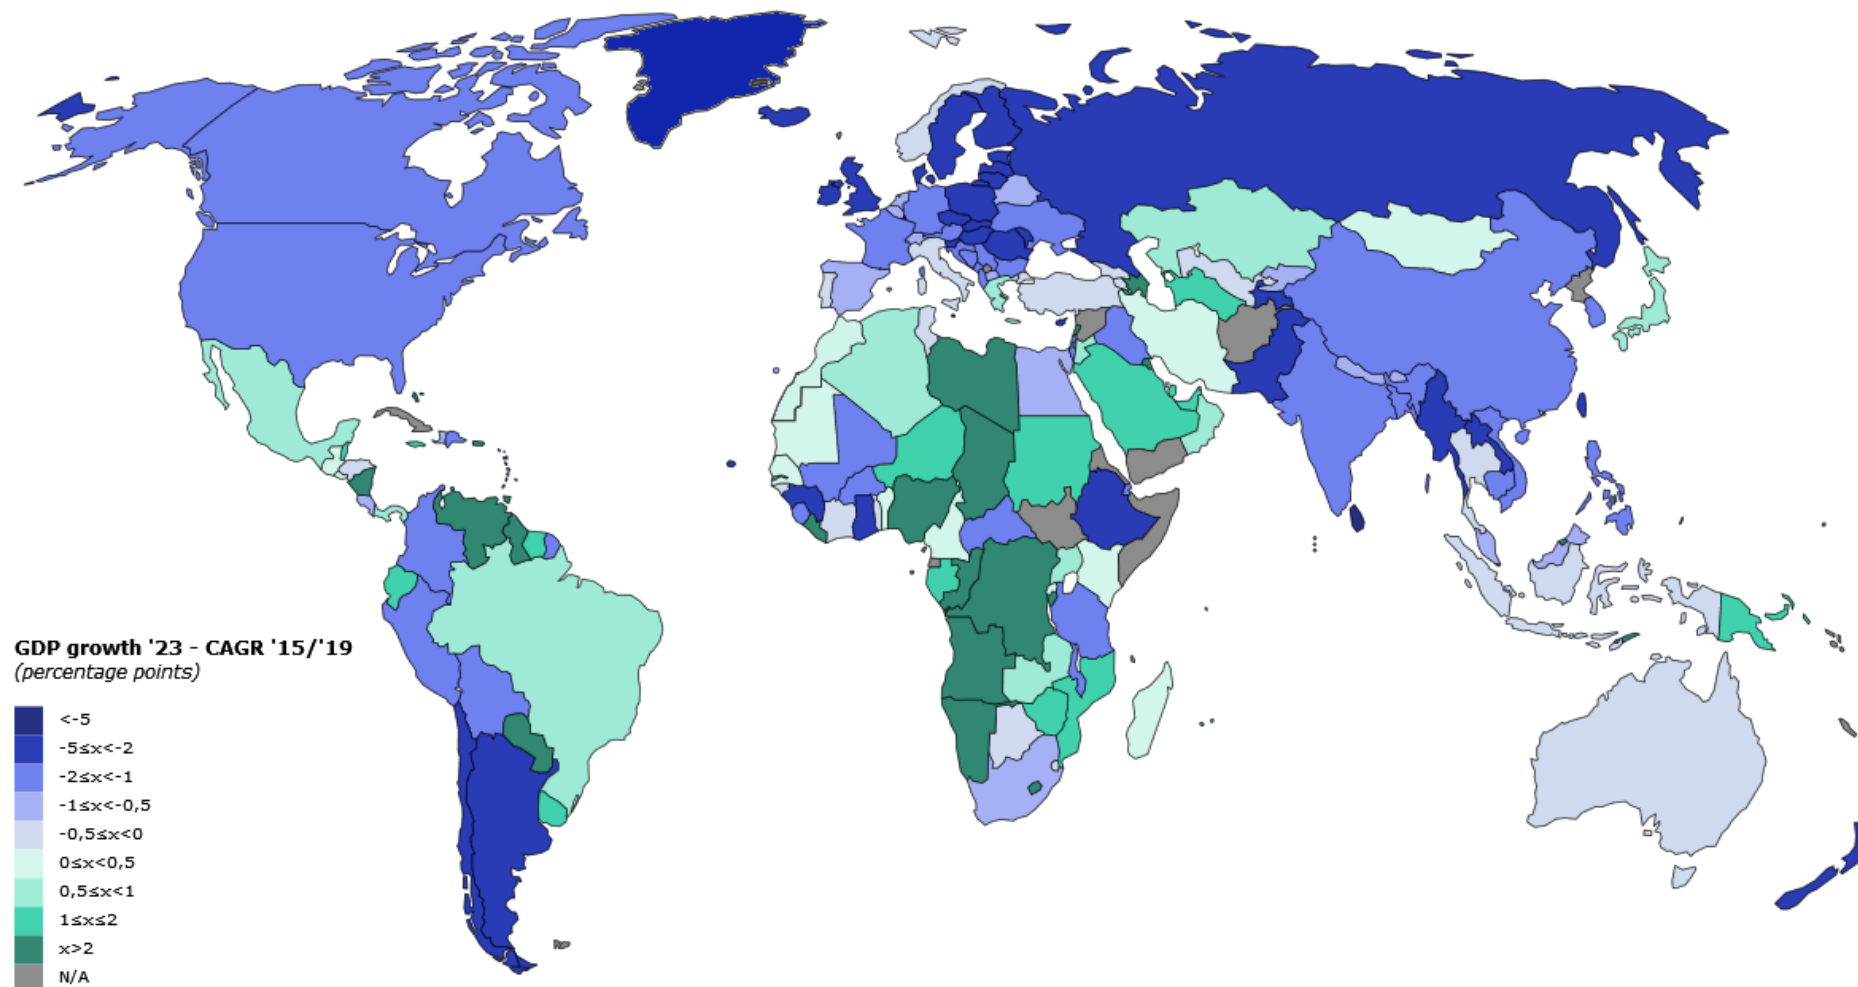 GDP growth '23 - CAGR '15/'19
(percentage points)
<-5
-5≤x<-2
-2≤x<-1
-1≤x<-0,5
-0,5≤x<0
0≤x<0,5
0,5≤x<1
1≤x≤2
x>2
N/A